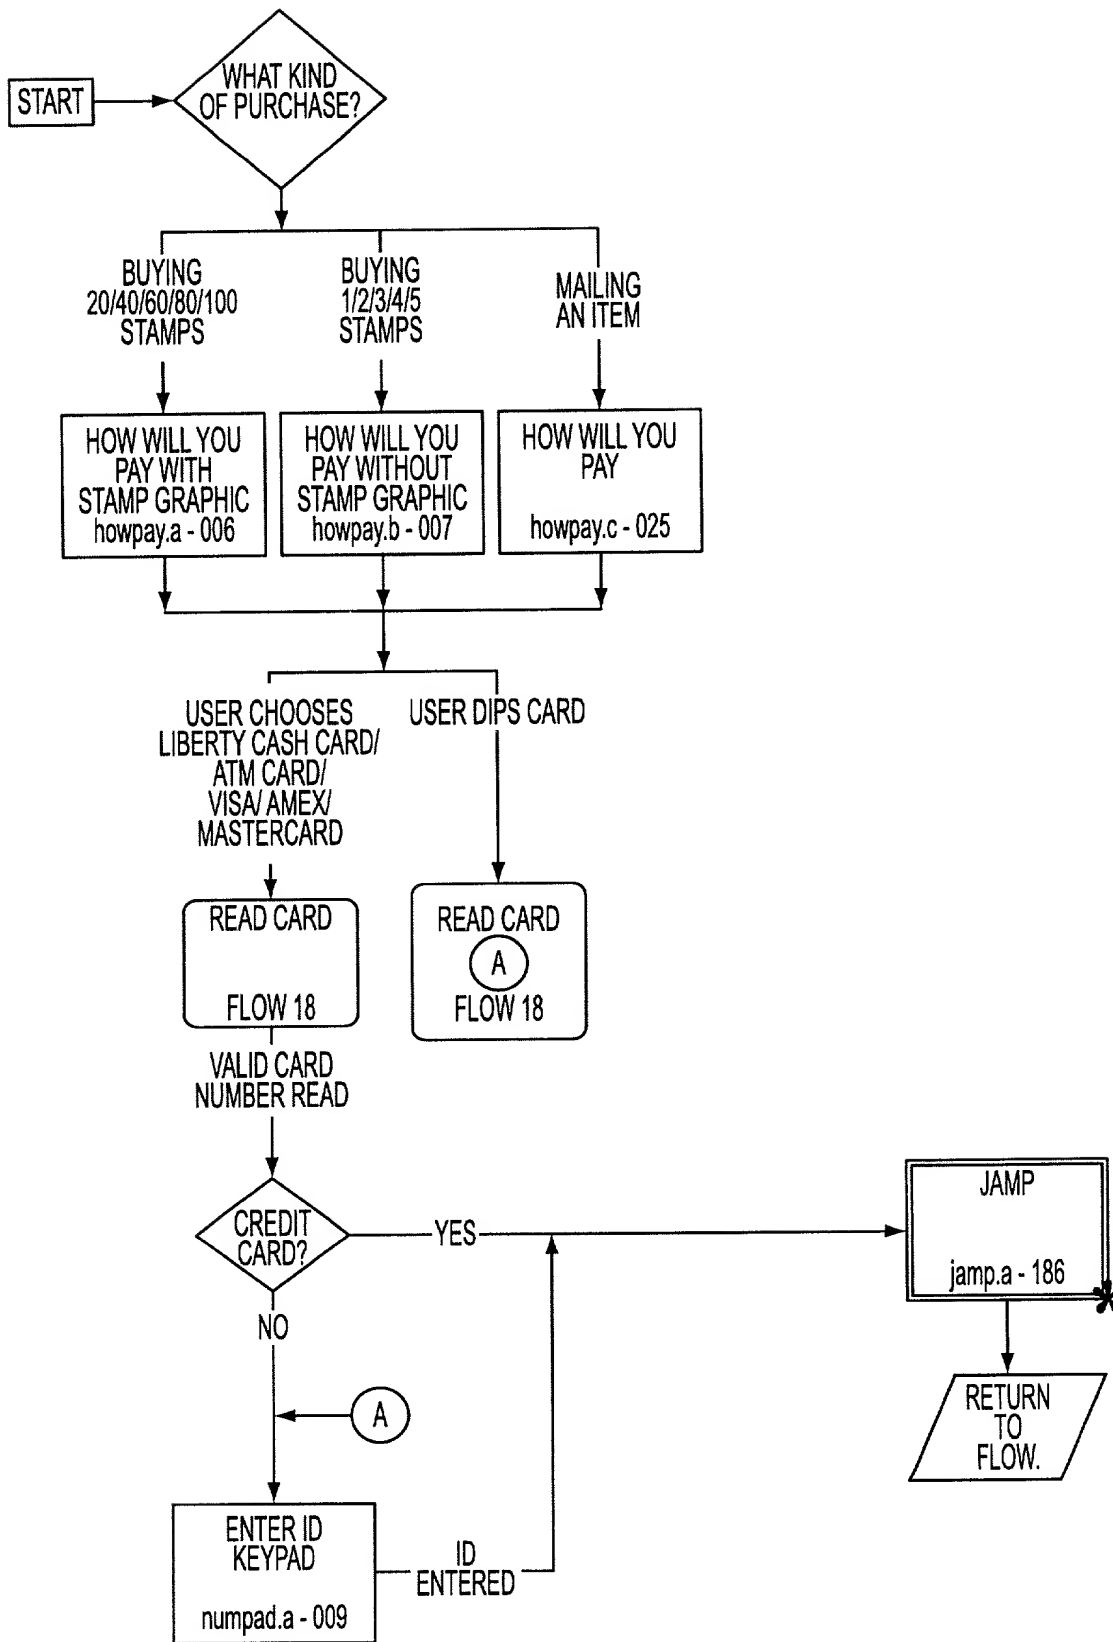 START
WHAT KIND
OF PURCHASE?
BUYING
20/40/60/80/100
STAMPS
BUYING
1/2/3/4/5
STAMPS
MAILING
AN ITEM
HOW WILL YOU
PAY WITH
STAMP GRAPHIC
howpay.a - 006
HOW WILL YOU
PAY WITHOUT
STAMP GRAPHIC
howpay.b - 007
HOW WILL YOU
PAY
howpay.c - 025
USER CHOOSES
LIBERTY CASH CARD/
ATM CARD/
VISA/ AMEX/
MASTERCARD
USER DIPS CARD
READ CARD
FLOW 18
READ CARD
A
FLOW 18
VALID CARD
NUMBER READ
CREDIT
CARD?
YES
JAMP
jamp.a - 186
NO
A
RETURN
TO
FLOW.
ENTER ID
KEYPAD
numpad.a - 009
ID
ENTERED